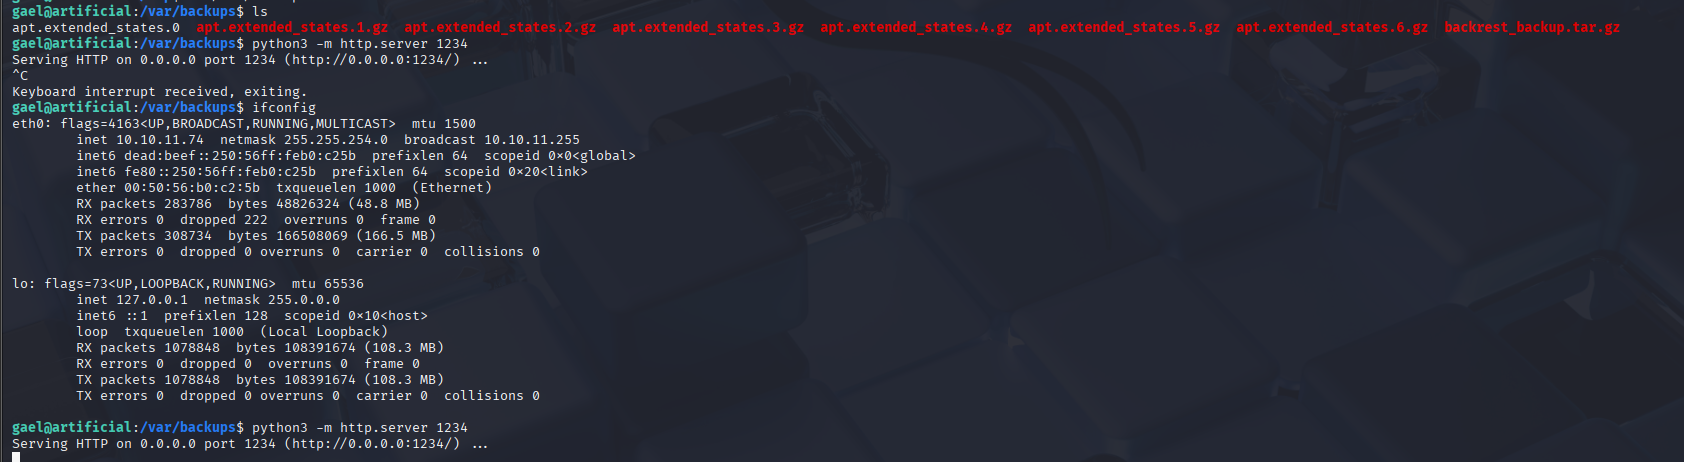 gael@artificial:/var/backups$ ls
apt.extended_states.0  apt.extended_states.1.gz  apt.extended_states.2.gz  apt.extended_states.3.gz  apt.extended_states.4.gz  apt.extended_states.5.gz  apt.extended_states.6.gz  backrest_backup.tar.gz
gael@artificial:/var/backups$ python3 -m http.server 1234
Serving HTTP on 0.0.0.0 port 1234 (http://0.0.0.0:1234/) ...
^C
Keyboard interrupt received, exiting.
gael@artificial:/var/backups$ ifconfig
eth0: flags=4163<UP,BROADCAST,RUNNING,MULTICAST>  mtu 1500
        inet 10.10.11.74  netmask 255.255.254.0  broadcast 10.10.11.255
        inet6 dead:beef::250:56ff:feb0:c25b  prefixlen 64  scopeid 0x0<global>
        inet6 fe80::250:56ff:feb0:c25b  prefixlen 64  scopeid 0x20<link>
        ether 00:50:56:b0:c2:5b  txqueuelen 1000  (Ethernet)
        RX packets 283786  bytes 48826324 (48.8 MB)
        RX errors 0  dropped 222  overruns 0  frame 0
        TX packets 308734  bytes 166508069 (166.5 MB)
        TX errors 0  dropped 0 overruns 0  carrier 0  collisions 0

lo: flags=73<UP,LOOPBACK,RUNNING>  mtu 65536
        inet 127.0.0.1  netmask 255.0.0.0
        inet6 ::1  prefixlen 128  scopeid 0x10<host>
        loop  txqueuelen 1000  (Local Loopback)
        RX packets 1078848  bytes 108391674 (108.3 MB)
        RX errors 0  dropped 0  overruns 0  frame 0
        TX packets 1078848  bytes 108391674 (108.3 MB)
        TX errors 0  dropped 0 overruns 0  carrier 0  collisions 0

gael@artificial:/var/backups$ python3 -m http.server 1234
Serving HTTP on 0.0.0.0 port 1234 (http://0.0.0.0:1234/) ...